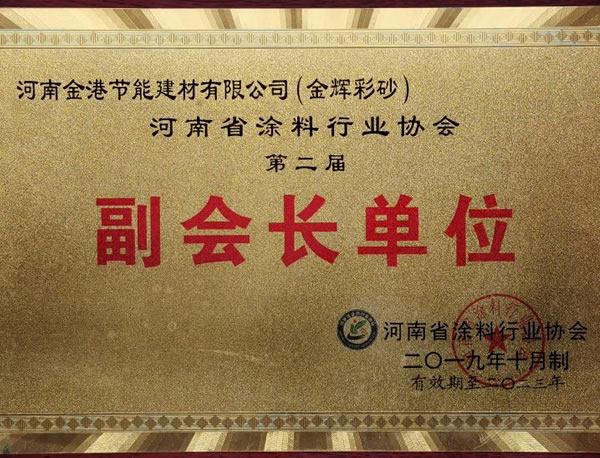 河南金港节能建材有限公司(金辉彩砂)
河南省涂料行业协会
第二届
副会长单位
河南省涂料行业协会
二〇一九年十月制
有效期至二〇二三年